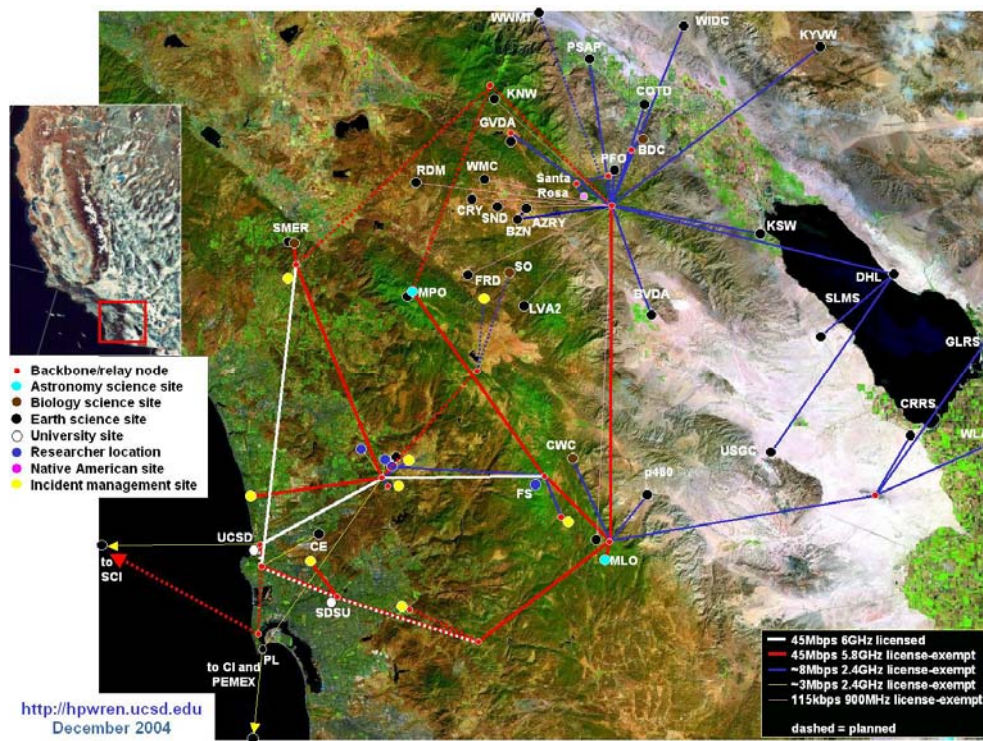 WWMT
WIDC
PSAP
KYVW
KNW
COTD
GVDA
BDC
PFO
RDM
WMC
Santa
Rosa
CRY
SND
AZRY
BZN
SMER
KSW
FRD
SO
DHL
MPO
LVA2
BVDA
SLMS
GLRS
CRRS
WLA
CWC
USGC
p480
FS
UCSD
CE
MLO
to
SCI
SDSU
PL
to CI and
PEMEX
Backbone/relay node
Astronomy science site
Biology science site
Earth science site
University site
Researcher location
Native American site
Incident management site
45Mbps 6GHz licensed
45Mbps 5.8GHz license-exempt
~8Mbps 2.4GHz license-exempt
~3Mbps 2.4GHz license-exempt
115kbps 900MHz license-exempt
dashed = planned
http://hpwren.ucsd.edu
December 2004